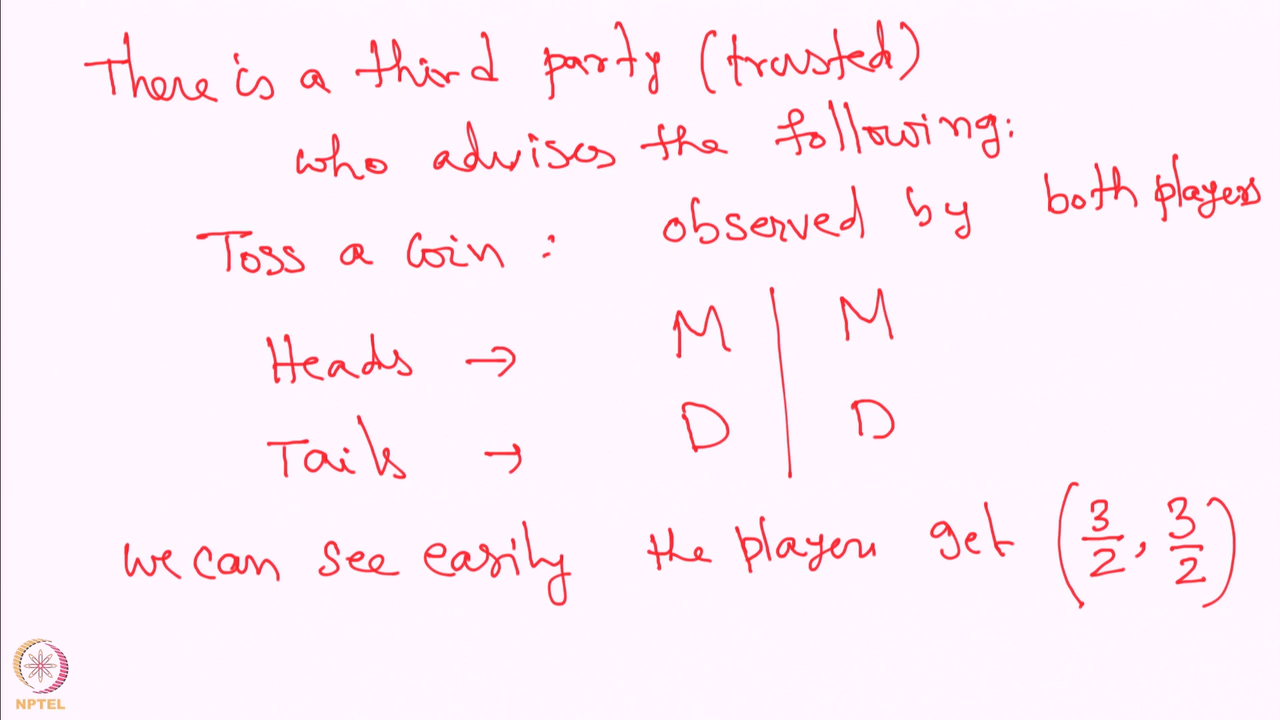 There is a third party (trusted)
who advises the following:
Toss a coin : observed by both players
Heads → M | M
Tails → D | D
we can see easily the players get (3/2, 3/2)
NPTEL